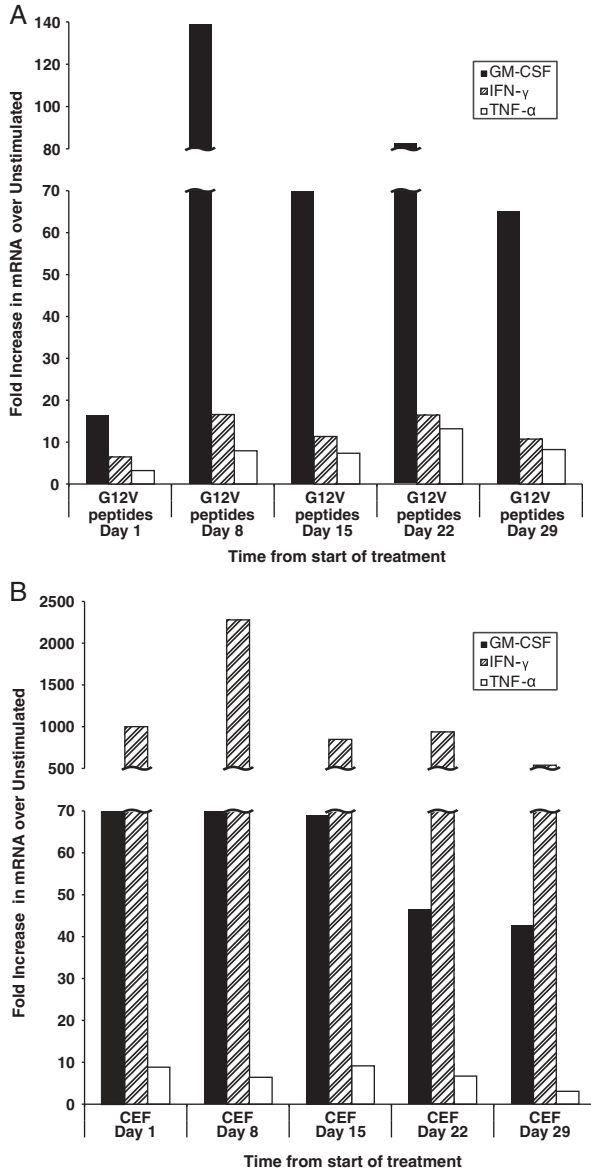 A
Fold Increase in mRNA over Unstimulated
140
120
100
80
70
60
50
40
30
20
10
0
GM-CSF
IFN-γ
TNF-α
G12V peptides Day 1
G12V peptides Day 8
G12V peptides Day 15
G12V peptides Day 22
G12V peptides Day 29
Time from start of treatment
B
Fold Increase in mRNA over Unstimulated
2500
2000
1500
1000
500
70
60
50
40
30
20
10
0
GM-CSF
IFN-γ
TNF-α
CEF Day 1
CEF Day 8
CEF Day 15
CEF Day 22
CEF Day 29
Time from start of treatment